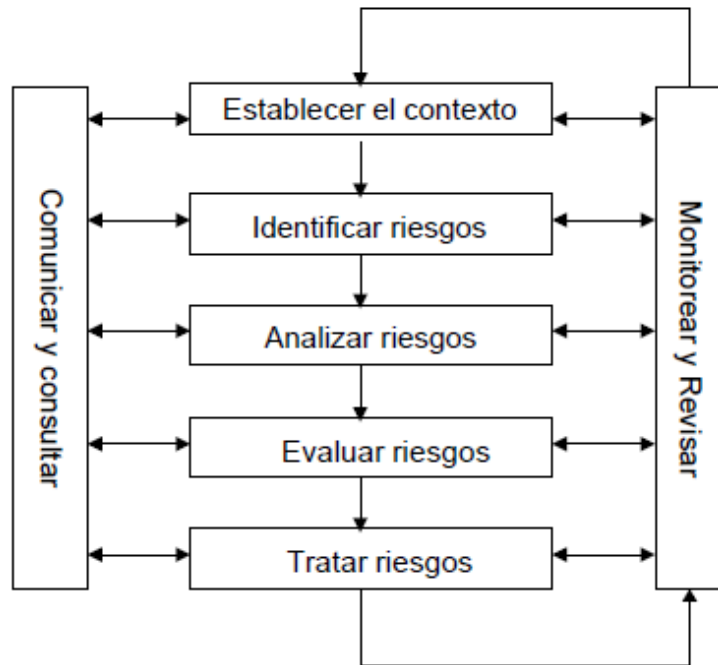 Establecer el contexto
Identificar riesgos
Analizar riesgos
Evaluar riesgos
Tratar riesgos
Comunicar y consultar
Monitorear y Revisar